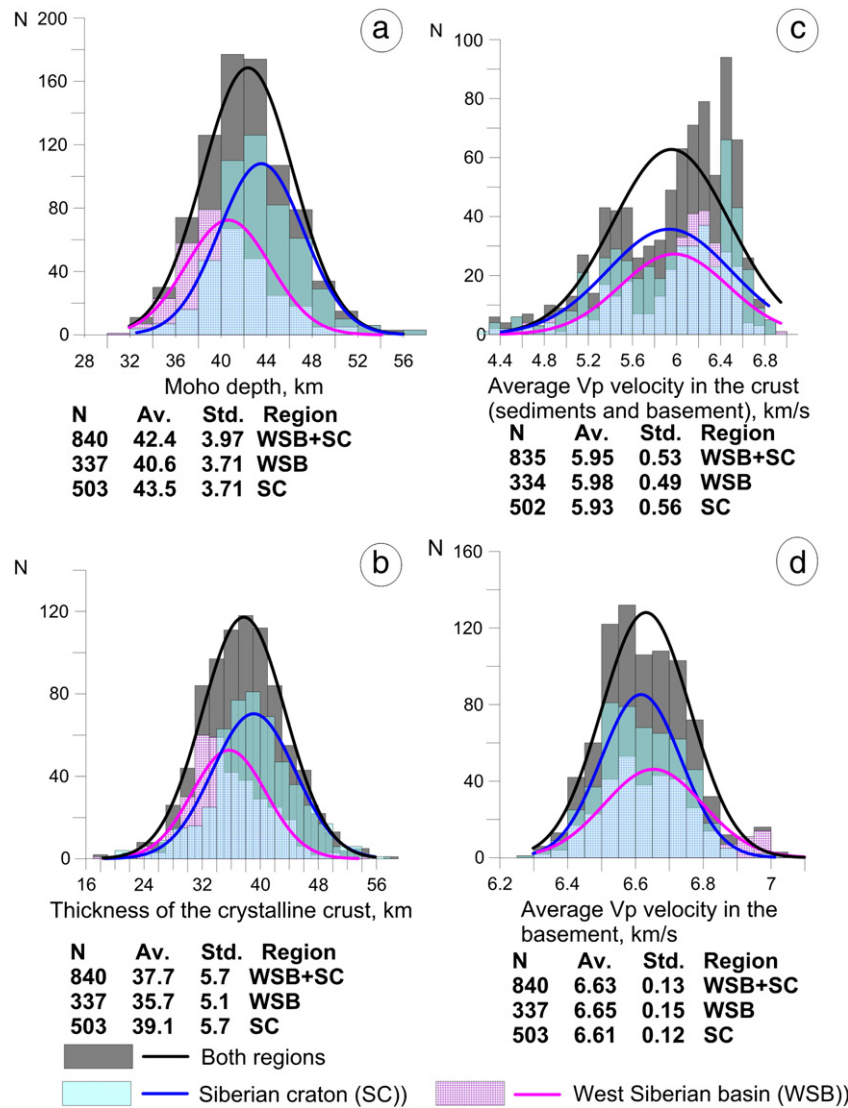 a
N
200
160
120
80
40
0
28 32 36 40 44 48 52 56
Moho depth, km
N Av. Std. Region
840 42.4 3.97 WSB+SC
337 40.6 3.71 WSB
503 43.5 3.71 SC
c
N
100
80
60
40
20
0
4.4 4.8 5.2 5.6 6 6.4 6.8
Average Vp velocity in the crust
(sediments and basement), km/s
N Av. Std. Region
835 5.95 0.53 WSB+SC
334 5.98 0.49 WSB
502 5.93 0.56 SC
b
N
120
80
40
0
16 24 32 40 48 56
Thickness of the crystalline crust, km
N Av. Std. Region
840 37.7 5.7 WSB+SC
337 35.7 5.1 WSB
503 39.1 5.7 SC
d
N
160
120
80
40
0
6.2 6.4 6.6 6.8 7
Average Vp velocity in the
basement, km/s
N Av. Std. Region
840 6.63 0.13 WSB+SC
337 6.65 0.15 WSB
503 6.61 0.12 SC
Both regions
Siberian craton (SC))
West Siberian basin (WSB))